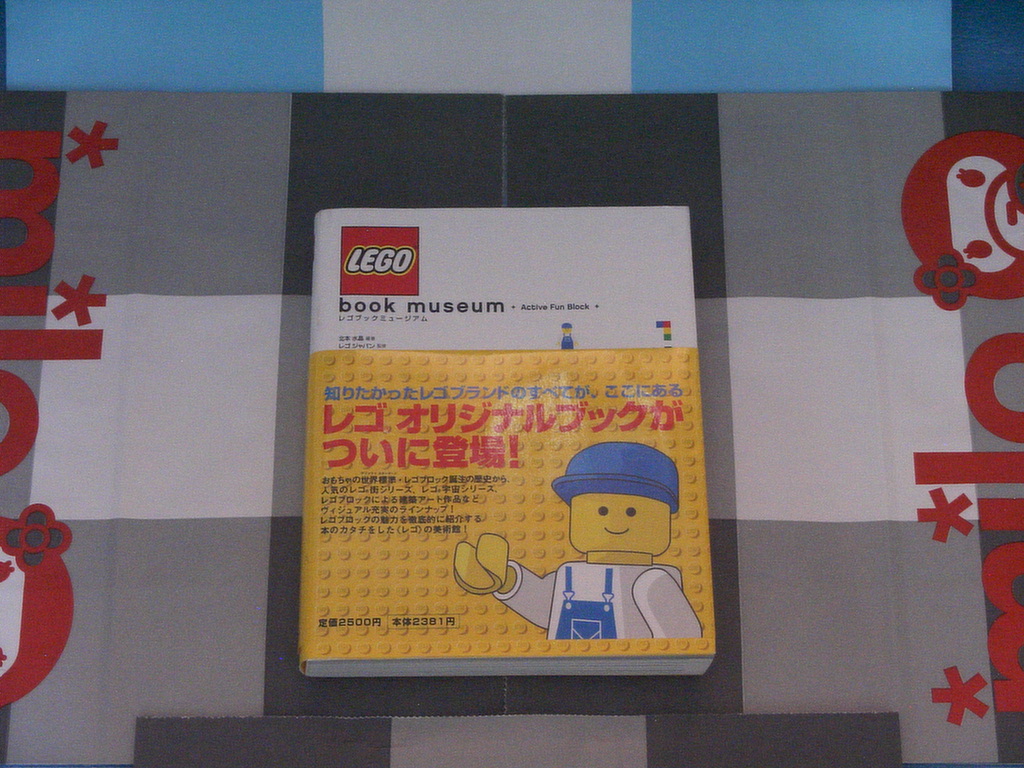 LEGO
book museum + Active Fun Block +
レゴブックミュージアム
レゴ ジャパン 監修
知りたかったレゴブランドのすべてが。ここにある
レゴ® オリジナルブックが
ついに登場!
おもちゃの世界標準・レゴブロック誕生の歴史から、
人気のレゴ®街シリーズ、レゴ®宇宙シリーズ、
レゴブロックによる建築アート作品など
ヴィジュアル充実のラインナップ!
レゴブロックの魅力を徹底的に紹介する
本のカタチをした〈レゴ〉の美術館!
定価2500円 本体2381円